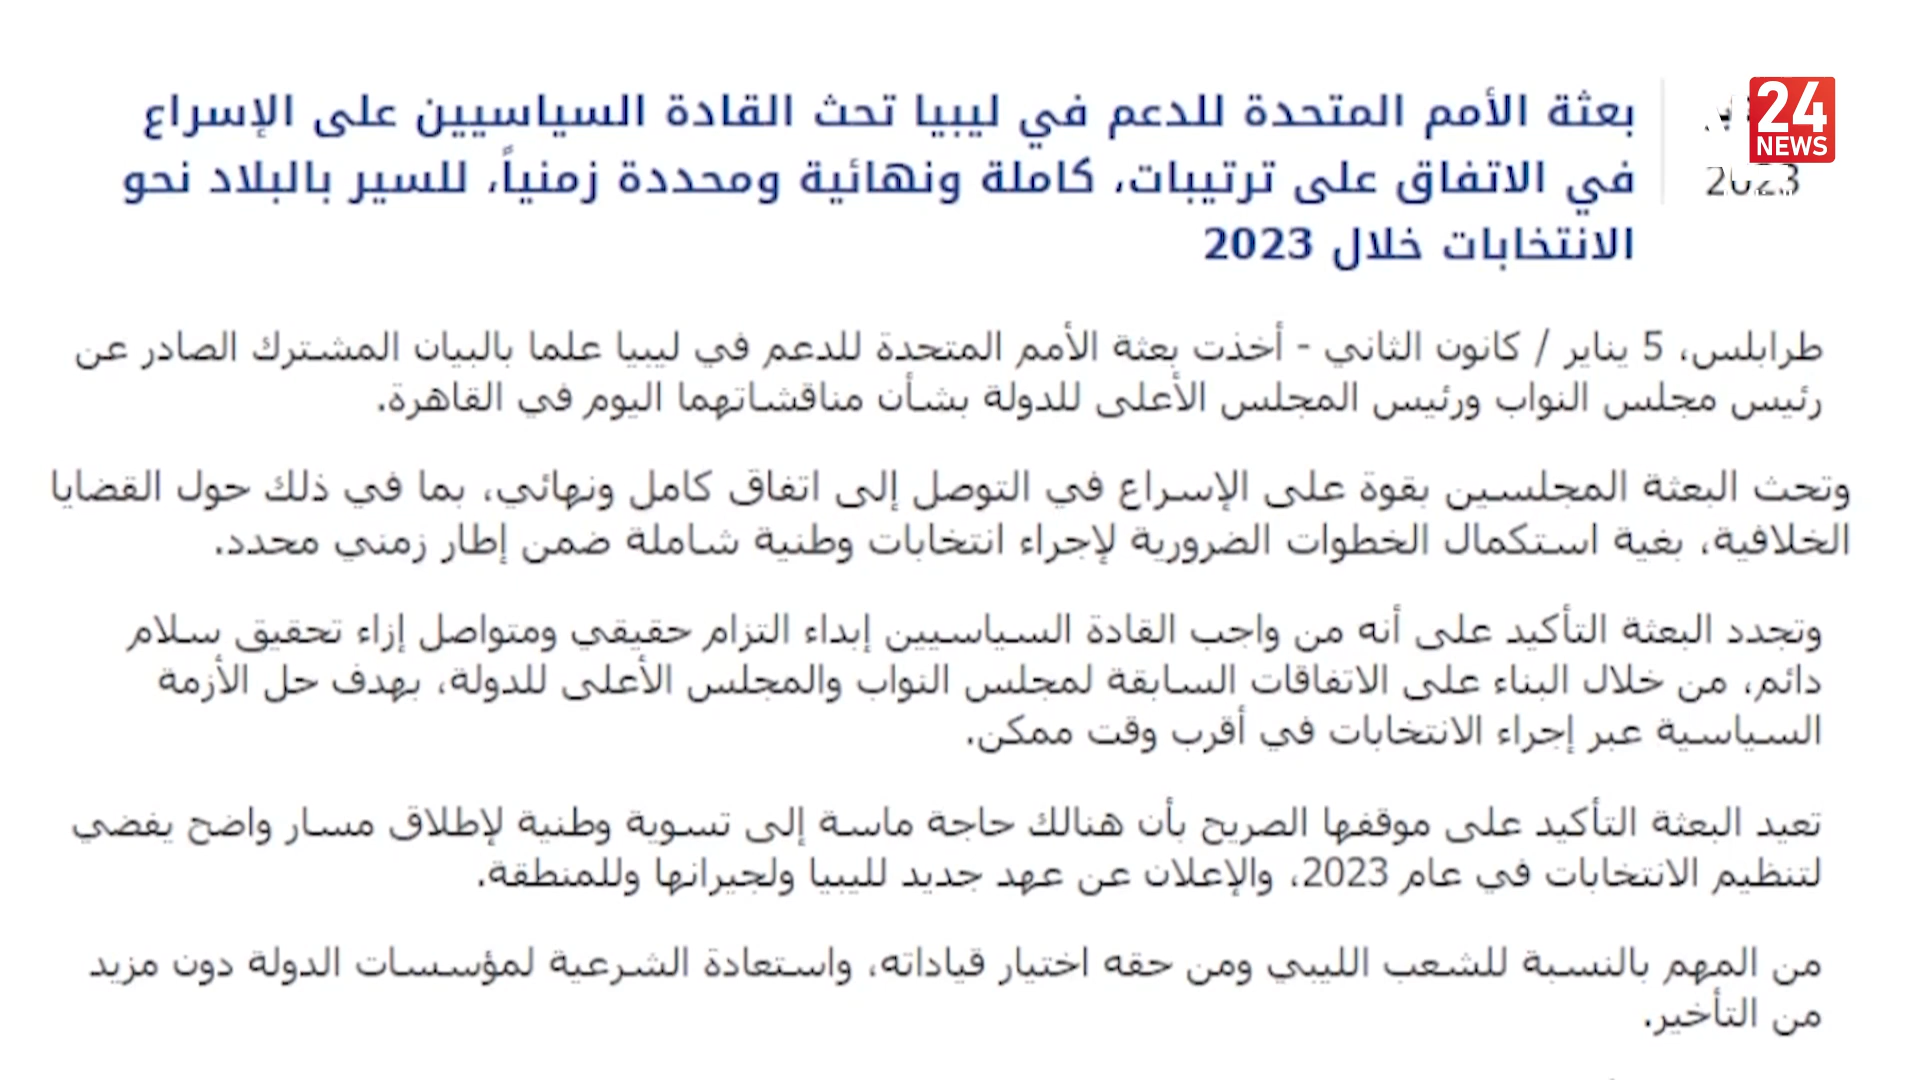 24
NEWS
2023
بعثة الأمم المتحدة للدعم في ليبيا تحث القادة السياسيين على الإسراع
في الاتفاق على ترتيبات، كاملة ونهائية ومحددة زمنياً، للسير بالبلاد نحو
الانتخابات خلال 2023
طرابلس، 5 يناير / كانون الثاني - أخذت بعثة الأمم المتحدة للدعم في ليبيا علما بالبيان المشترك الصادر عن
رئيس مجلس النواب ورئيس المجلس الأعلى للدولة بشأن مناقشاتهما اليوم في القاهرة.
وتحث البعثة المجلسين بقوة على الإسراع في التوصل إلى اتفاق كامل ونهائي، بما في ذلك حول القضايا
الخلافية، بغية استكمال الخطوات الضرورية لإجراء انتخابات وطنية شاملة ضمن إطار زمني محدد.
وتجدد البعثة التأكيد على أنه من واجب القادة السياسيين إبداء التزام حقيقي ومتواصل إزاء تحقيق سلام
دائم، من خلال البناء على الاتفاقات السابقة لمجلس النواب والمجلس الأعلى للدولة، بهدف حل الأزمة
السياسية عبر إجراء الانتخابات في أقرب وقت ممكن.
تعيد البعثة التأكيد على موقفها الصريح بأن هنالك حاجة ماسة إلى تسوية وطنية لإطلاق مسار واضح يفضي
لتنظيم الانتخابات في عام 2023، والإعلان عن عهد جديد لليبيا ولجيرانها وللمنطقة.
من المهم بالنسبة للشعب الليبي ومن حقه اختيار قياداته، واستعادة الشرعية لمؤسسات الدولة دون مزيد
من التأخير.